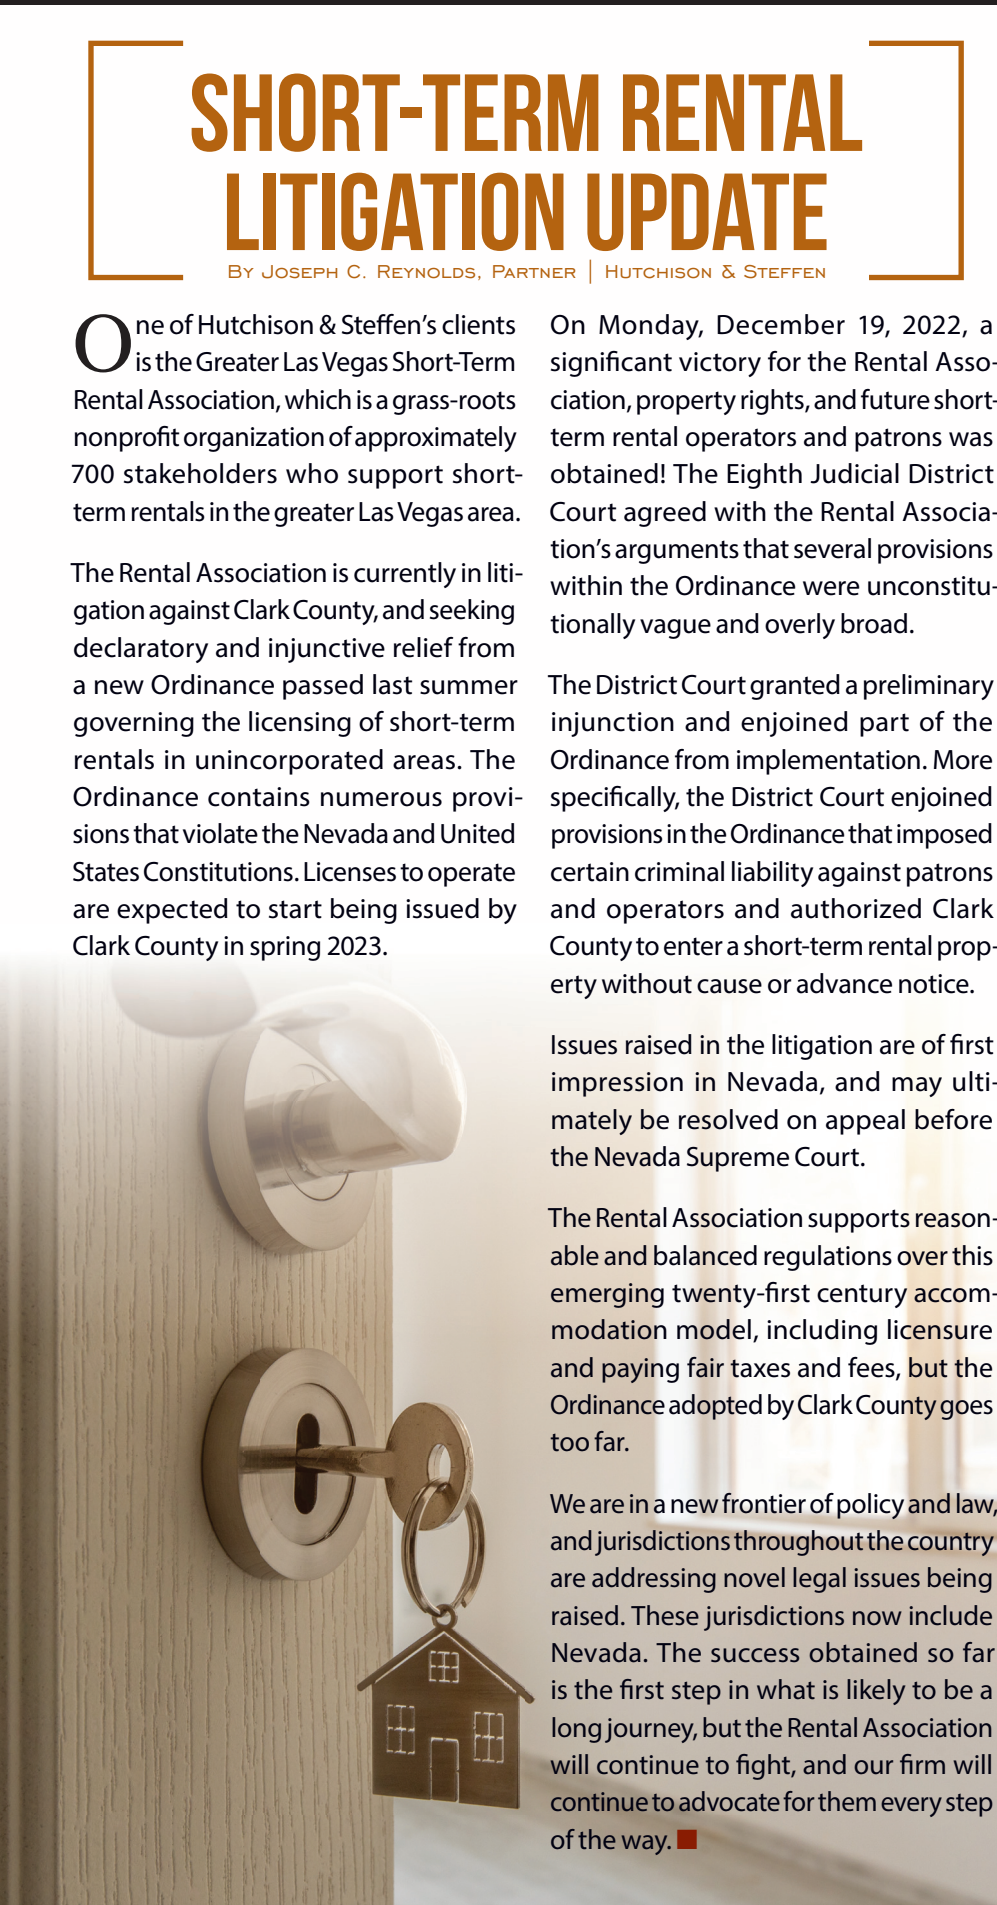 SHORT-TERM RENTAL
LITIGATION UPDATE
BY JOSEPH C. REYNOLDS, PARTNER | HUTCHISON & STEFFEN
One of Hutchison & Steffen's clients
is the Greater Las Vegas Short-Term
Rental Association, which is a grass-roots
nonprofit organization of approximately
700 stakeholders who support short-
term rentals in the greater Las Vegas area.
The Rental Association is currently in liti-
gation against Clark County, and seeking
declaratory and injunctive relief from
a new Ordinance passed last summer
governing the licensing of short-term
rentals in unincorporated areas. The
Ordinance contains numerous provi-
sions that violate the Nevada and United
States Constitutions. Licenses to operate
are expected to start being issued by
Clark County in spring 2023.
On Monday, December 19, 2022, a
significant victory for the Rental Asso-
ciation, property rights, and future short-
term rental operators and patrons was
obtained! The Eighth Judicial District
Court agreed with the Rental Associa-
tion's arguments that several provisions
within the Ordinance were unconstitu-
tionally vague and overly broad.
The District Court granted a preliminary
injunction and enjoined part of the
Ordinance from implementation. More
specifically, the District Court enjoined
provisions in the Ordinance that imposed
certain criminal liability against patrons
and operators and authorized Clark
County to enter a short-term rental prop-
erty without cause or advance notice.
Issues raised in the litigation are of first
impression in Nevada, and may ulti-
mately be resolved on appeal before
the Nevada Supreme Court.
The Rental Association supports reason-
able and balanced regulations over this
emerging twenty-first century accom-
modation model, including licensure
and paying fair taxes and fees, but the
Ordinance adopted by Clark County goes
too far.
We are in a new frontier of policy and law,
and jurisdictions throughout the country
are addressing novel legal issues being
raised. These jurisdictions now include
Nevada. The success obtained so far
is the first step in what is likely to be a
long journey, but the Rental Association
will continue to fight, and our firm will
continue to advocate for them every step
of the way.